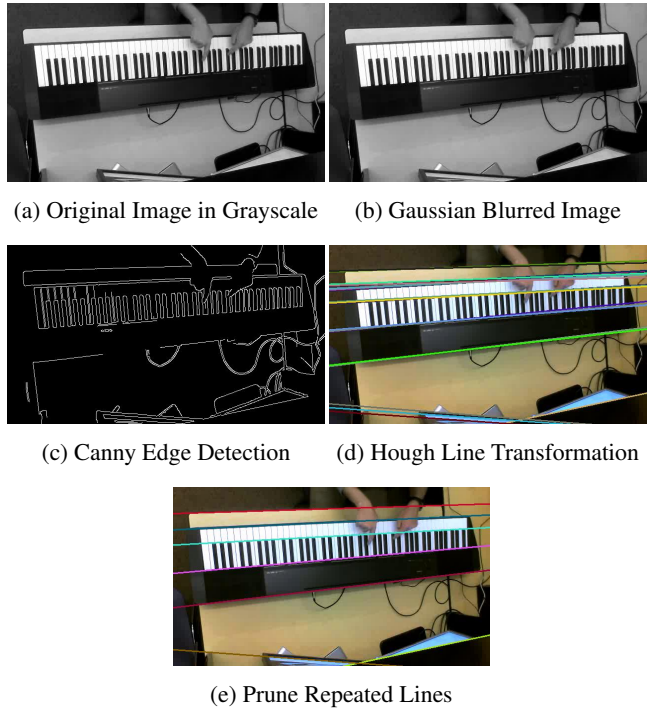 (a) Original Image in Grayscale
(b) Gaussian Blurred Image
(c) Canny Edge Detection
(d) Hough Line Transformation
(e) Prune Repeated Lines